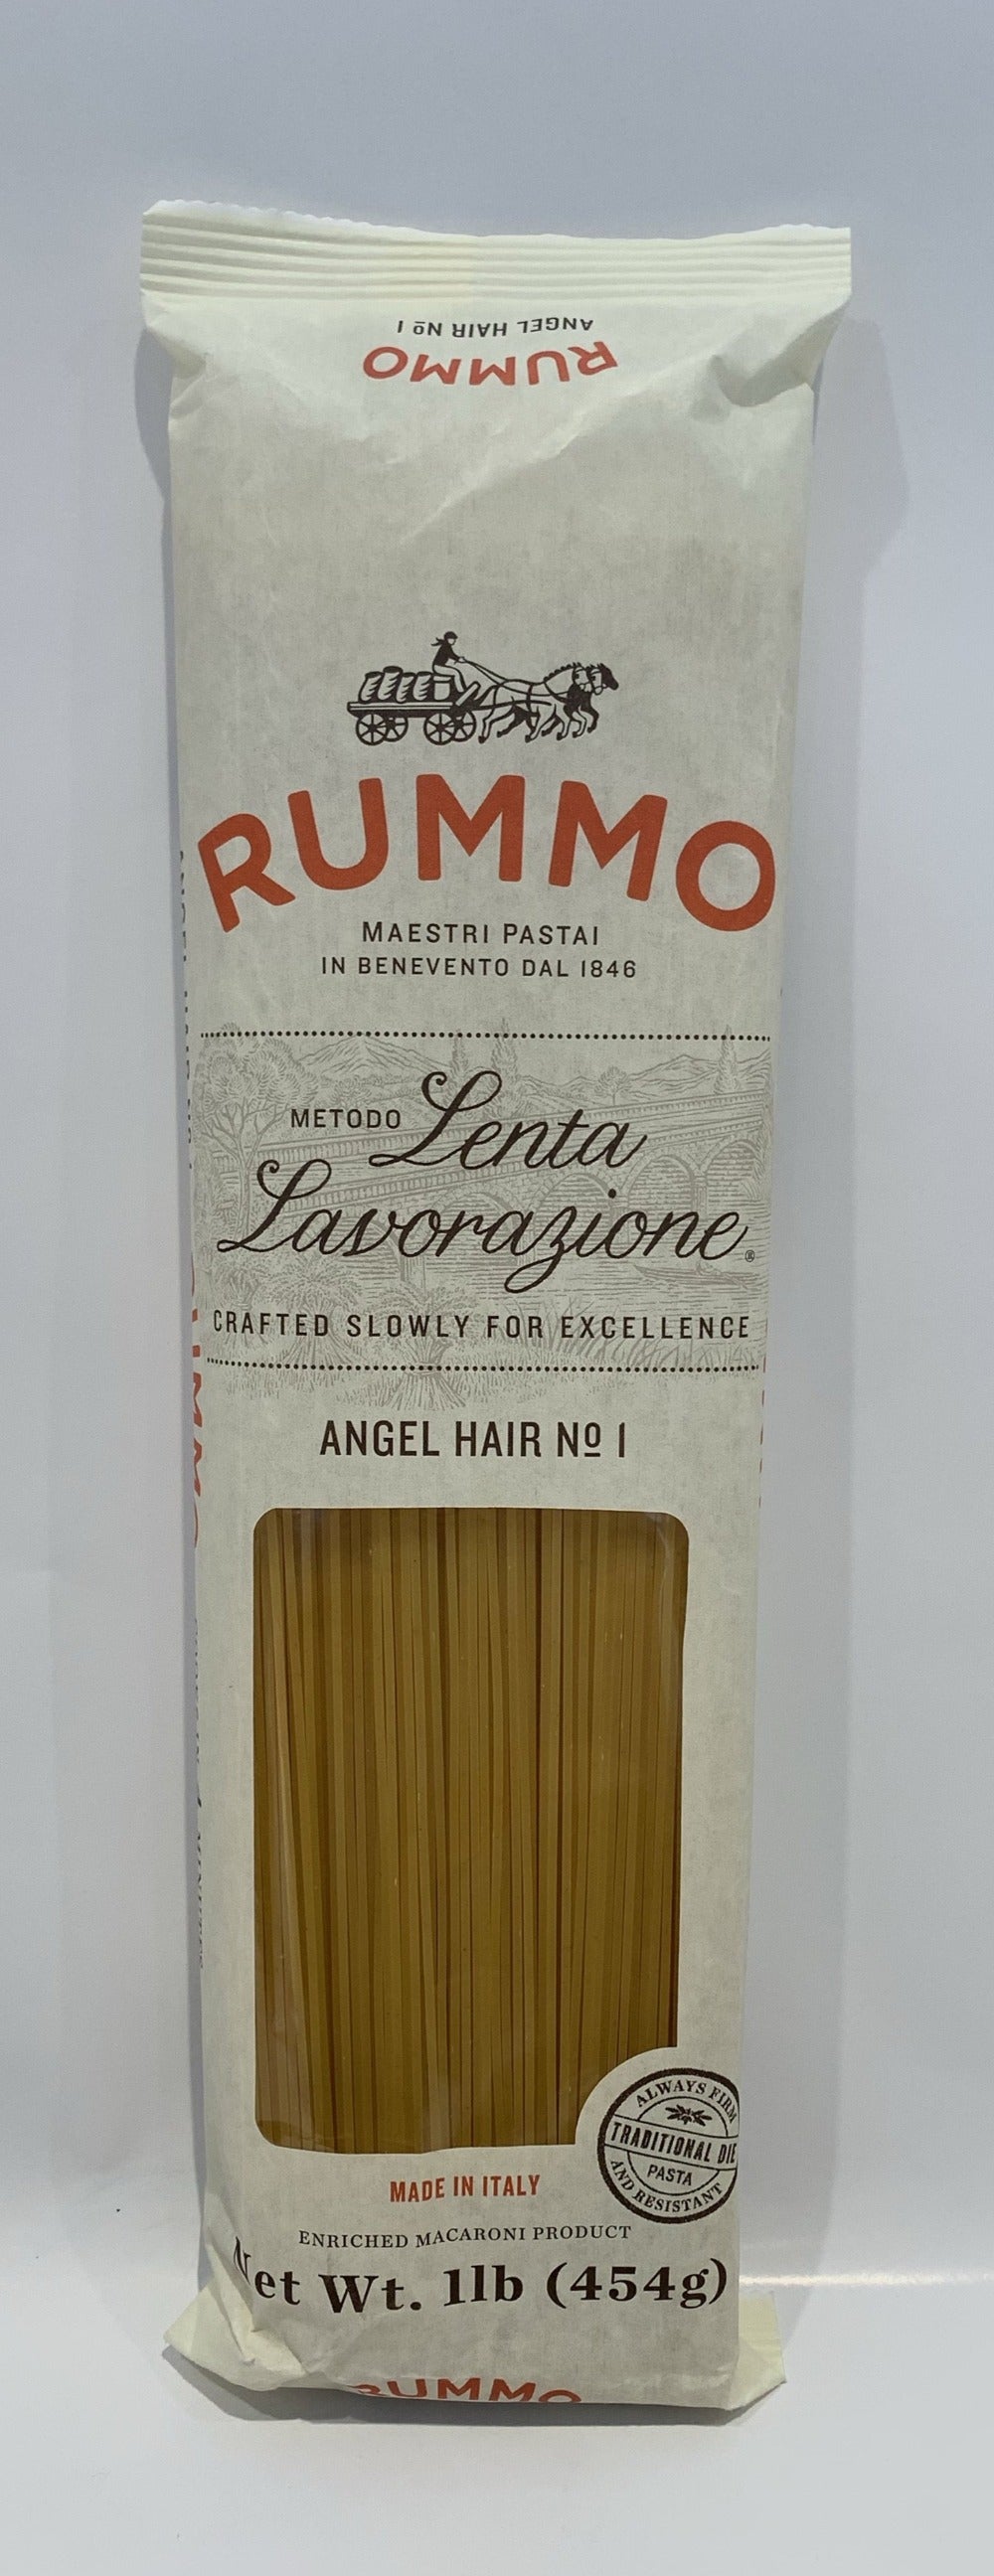 ANGEL HAIR Nº 1
RUMMO
RUMMO
MAESTRI PASTAI
IN BENEVENTO DAL 1846
METODO Lenta
Lavorazione®
CRAFTED SLOWLY FOR EXCELLENCE
ANGEL HAIR Nº 1
ALWAYS FIRM
TRADITIONAL DIE
PASTA
AND RESISTANT
MADE IN ITALY
ENRICHED MACARONI PRODUCT
Net Wt. 1lb (454g)
RUMMO
RUMMO